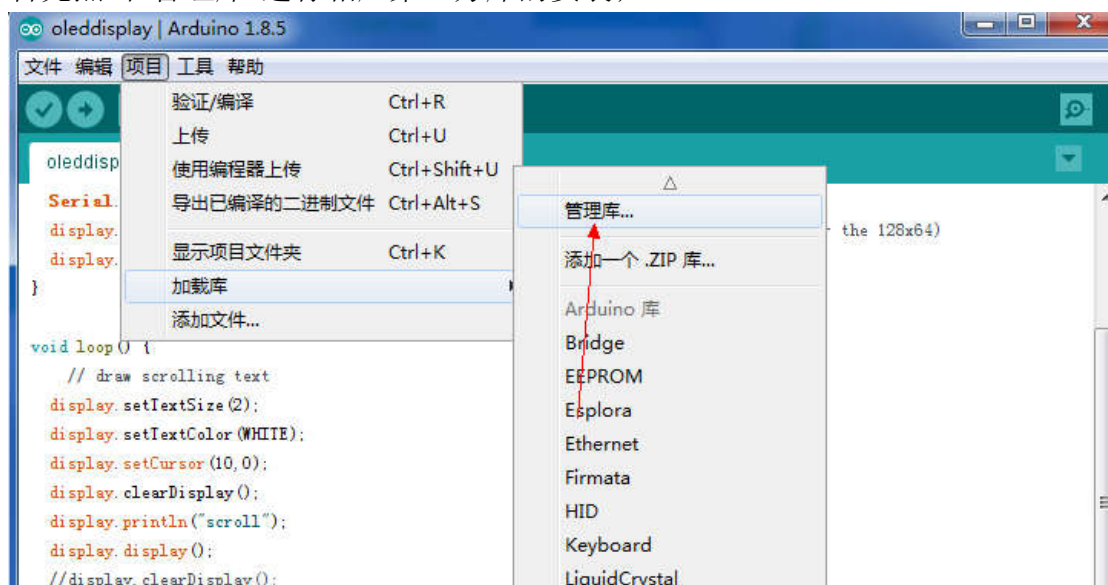 oleddisplay | Arduino 1.8.5
文件 编辑 项目 工具 帮助
验证/编译 Ctrl+R
上传 Ctrl+U
使用编程器上传 Ctrl+Shift+U
导出已编译的二进制文件 Ctrl+Alt+S
显示项目文件夹 Ctrl+K
加载库
添加文件...
管理库...
添加一个 .ZIP 库...
Arduino 库
Bridge
EEPROM
Esplora
Ethernet
Firmata
HID
Keyboard
LiquidCrystal
oleddisp
Serial.
display.
the 128x64)
display.
}
void loop() {
// draw scrolling text
display.setTextSize(2);
display.setTextColor(WHITE);
display.setCursor(10,0);
display.clearDisplay();
display.println("scroll");
display.display();
//display.clearDisplay();